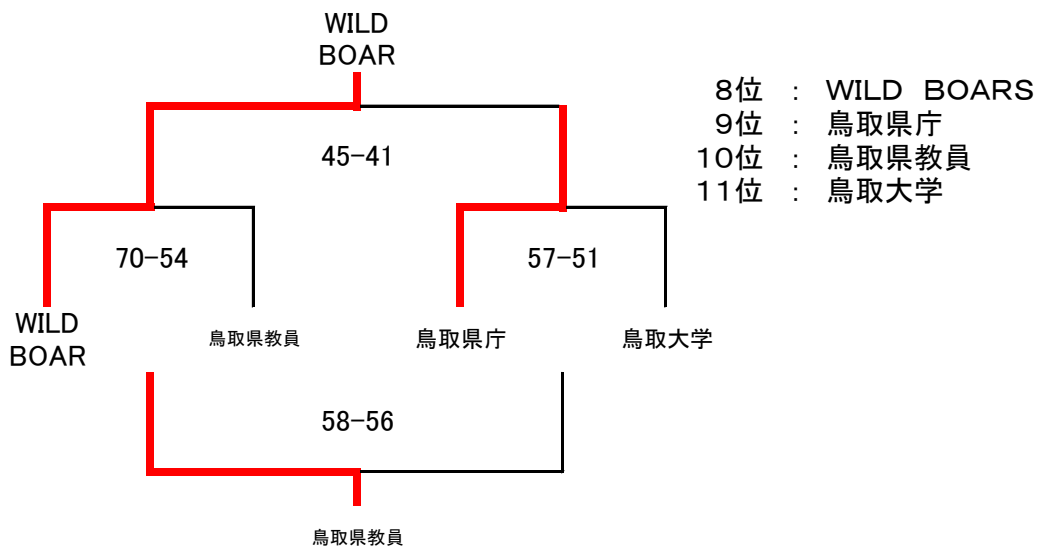 WILD
BOAR
8位 ： WILD BOARS
9位 ： 鳥取県庁
10位 ： 鳥取県教員
11位 ： 鳥取大学
45-41
70-54
57-51
WILD
BOAR
鳥取県教員
鳥取県庁
鳥取大学
58-56
鳥取県教員